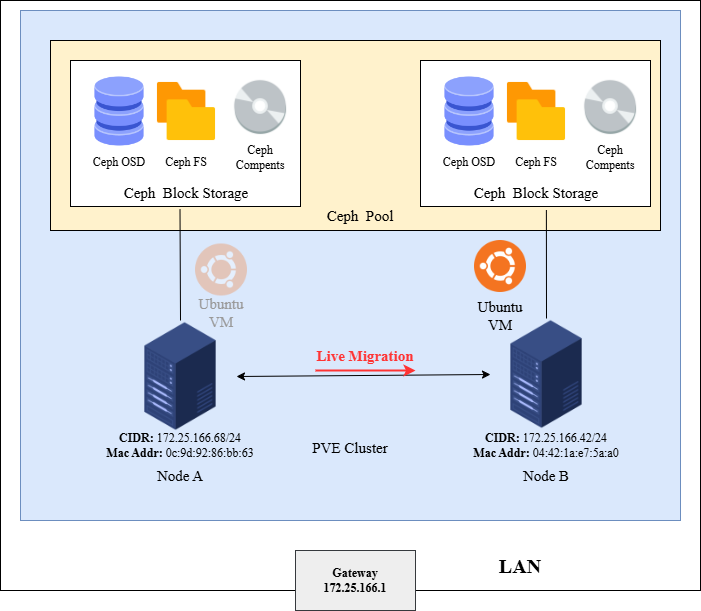 Ceph OSD
Ceph FS
Ceph
Compents
Ceph Block Storage
Ceph OSD
Ceph FS
Ceph
Compents
Ceph Block Storage
Ceph Pool
Ubuntu
VM
Ubuntu
VM
Live Migration
CIDR: 172.25.166.68/24
Mac Addr: 0c:9d:92:86:bb:63
Node A
PVE Cluster
CIDR: 172.25.166.42/24
Mac Addr: 04:42:1a:e7:5a:a0
Node B
LAN
Gateway
172.25.166.1